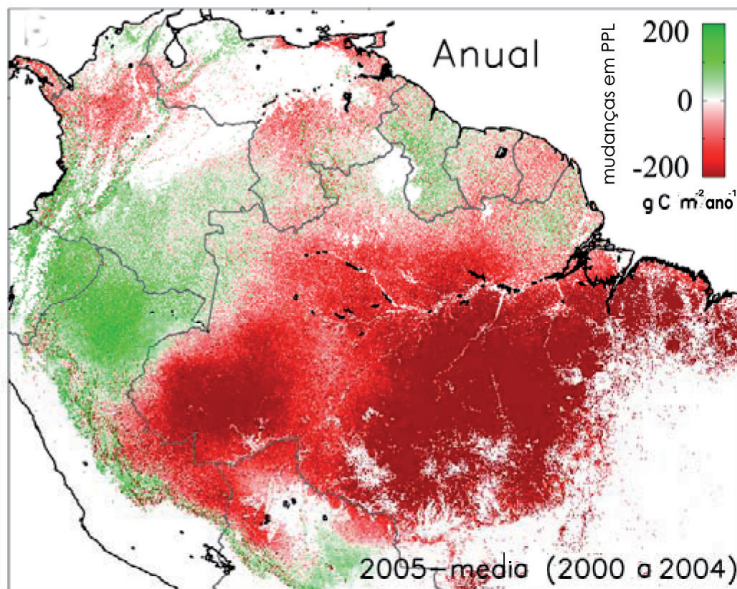 B
Anual
200
0
-200
mudanças em PPL
g C m⁻² ano⁻¹
2005-media (2000 a 2004)